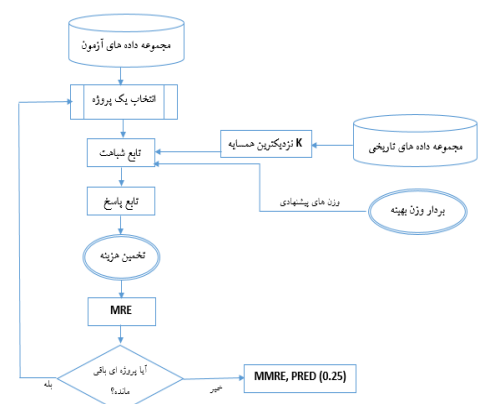 مجموعه داده های آزمون
انتخاب یک پروژه
تابع شباهت
K نزدیکترین همسایه
مجموعه داده های تاریخی
وزن های پیشنهادی
بردار وزن بهینه
تابع پاسخ
تخمین هزینه
MRE
آیا پروژه ای باقی
مانده؟
بله
خیر
MMRE, PRED (0.25)